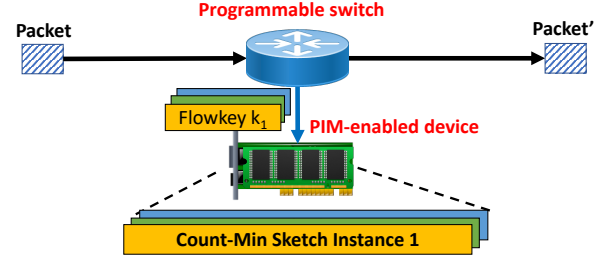 Programmable switch
Packet
Packet'
Flowkey k₁
PIM-enabled device
Count-Min Sketch Instance 1